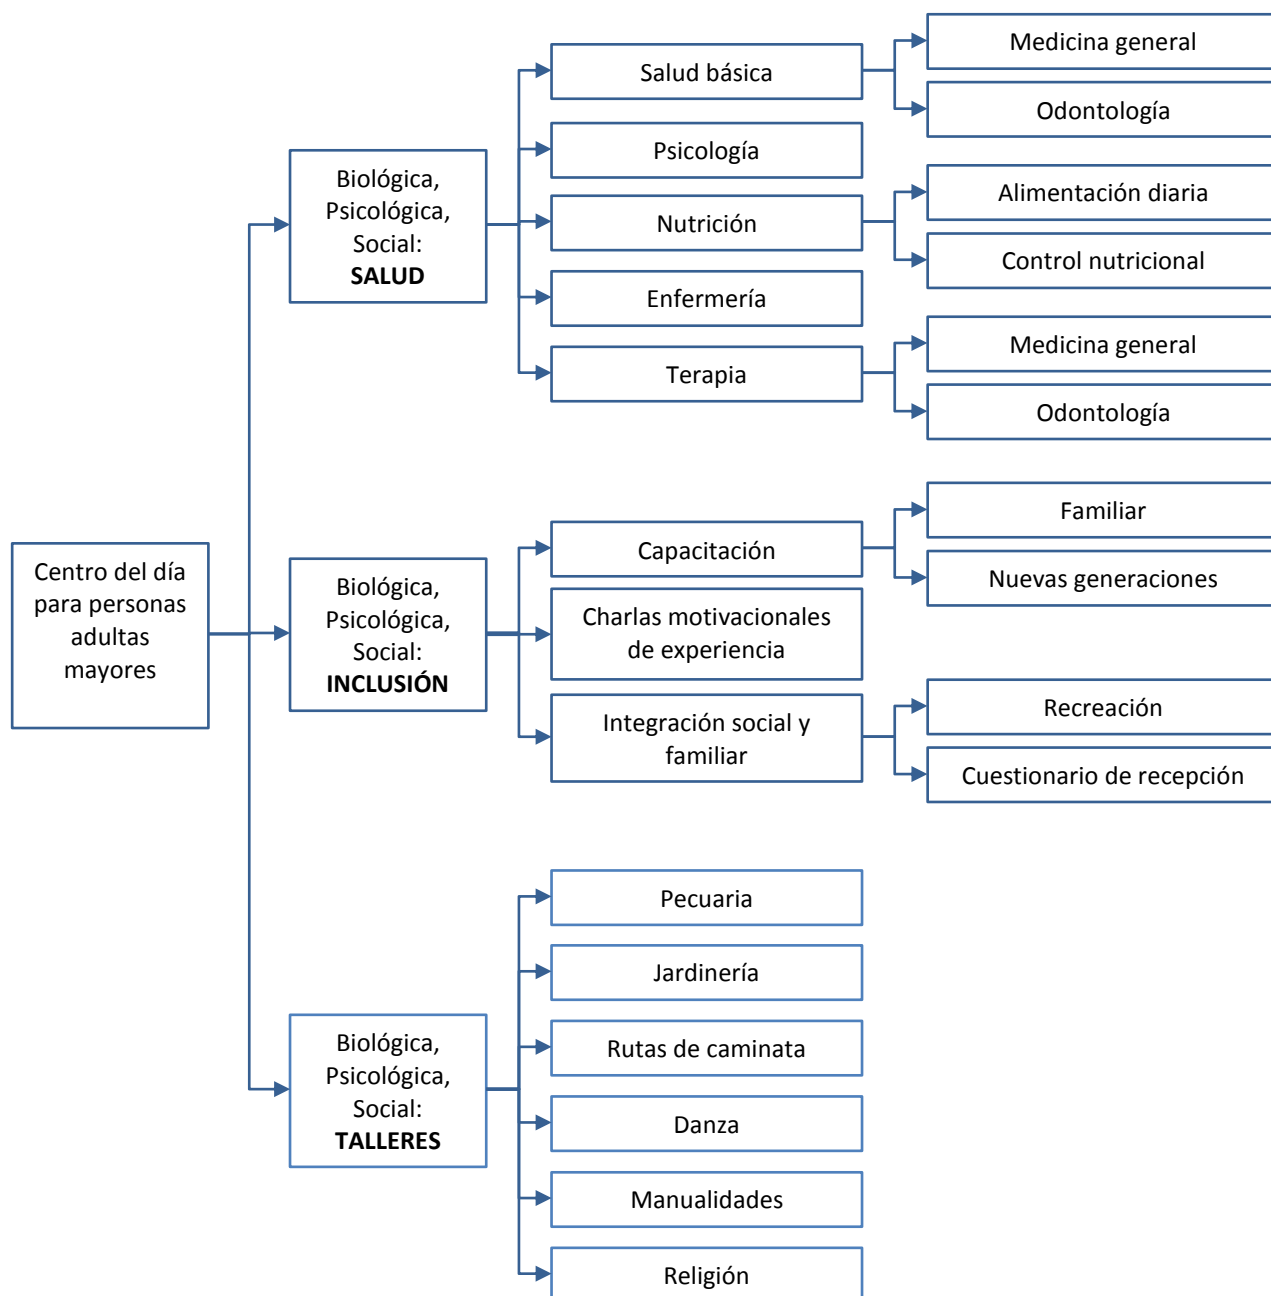 Centro del día
para personas
adultas
mayores
Biológica,
Psicológica,
Social:
SALUD
Salud básica
Medicina general
Odontología
Psicología
Nutrición
Alimentación diaria
Control nutricional
Enfermería
Terapia
Medicina general
Odontología
Biológica,
Psicológica,
Social:
INCLUSIÓN
Capacitación
Familiar
Nuevas generaciones
Charlas motivacionales
de experiencia
Integración social y
familiar
Recreación
Cuestionario de recepción
Biológica,
Psicológica,
Social:
TALLERES
Pecuaria
Jardinería
Rutas de caminata
Danza
Manualidades
Religión